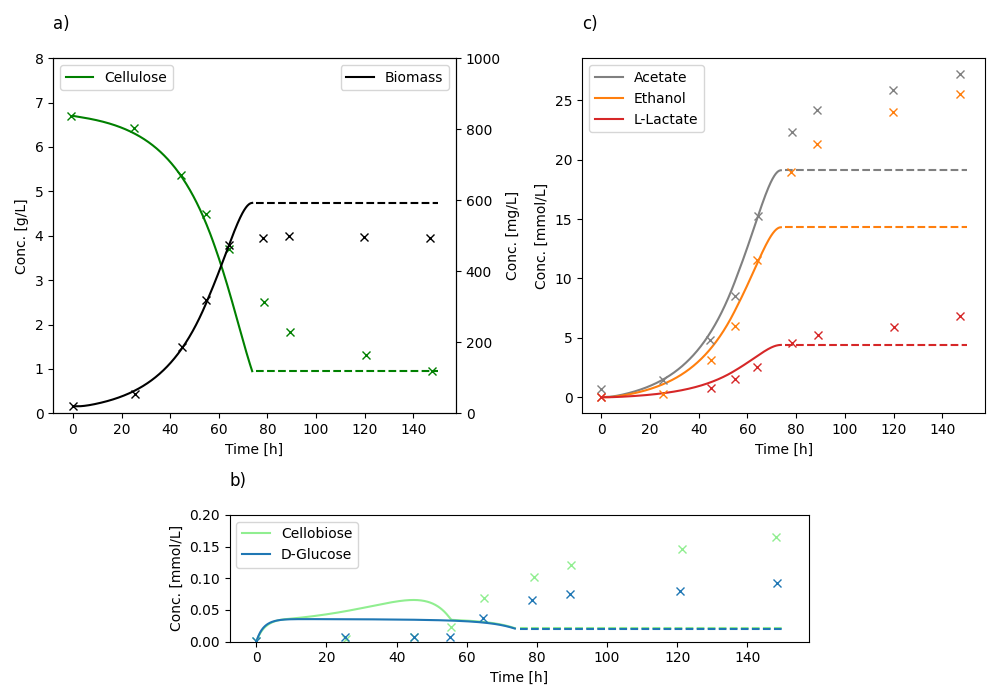 a)
Cellulose
Biomass
Conc. [g/L]
8
7
6
5
4
3
2
1
0
1000
800
600
400
200
0
Conc. [mg/L]
0 20 40 60 80 100 120 140
Time [h]
c)
Acetate
Ethanol
L-Lactate
Conc. [mmol/L]
25
20
15
10
5
0
0 20 40 60 80 100 120 140
Time [h]
b)
Cellobiose
D-Glucose
Conc. [mmol/L]
0.20
0.15
0.10
0.05
0.00
0 20 40 60 80 100 120 140
Time [h]